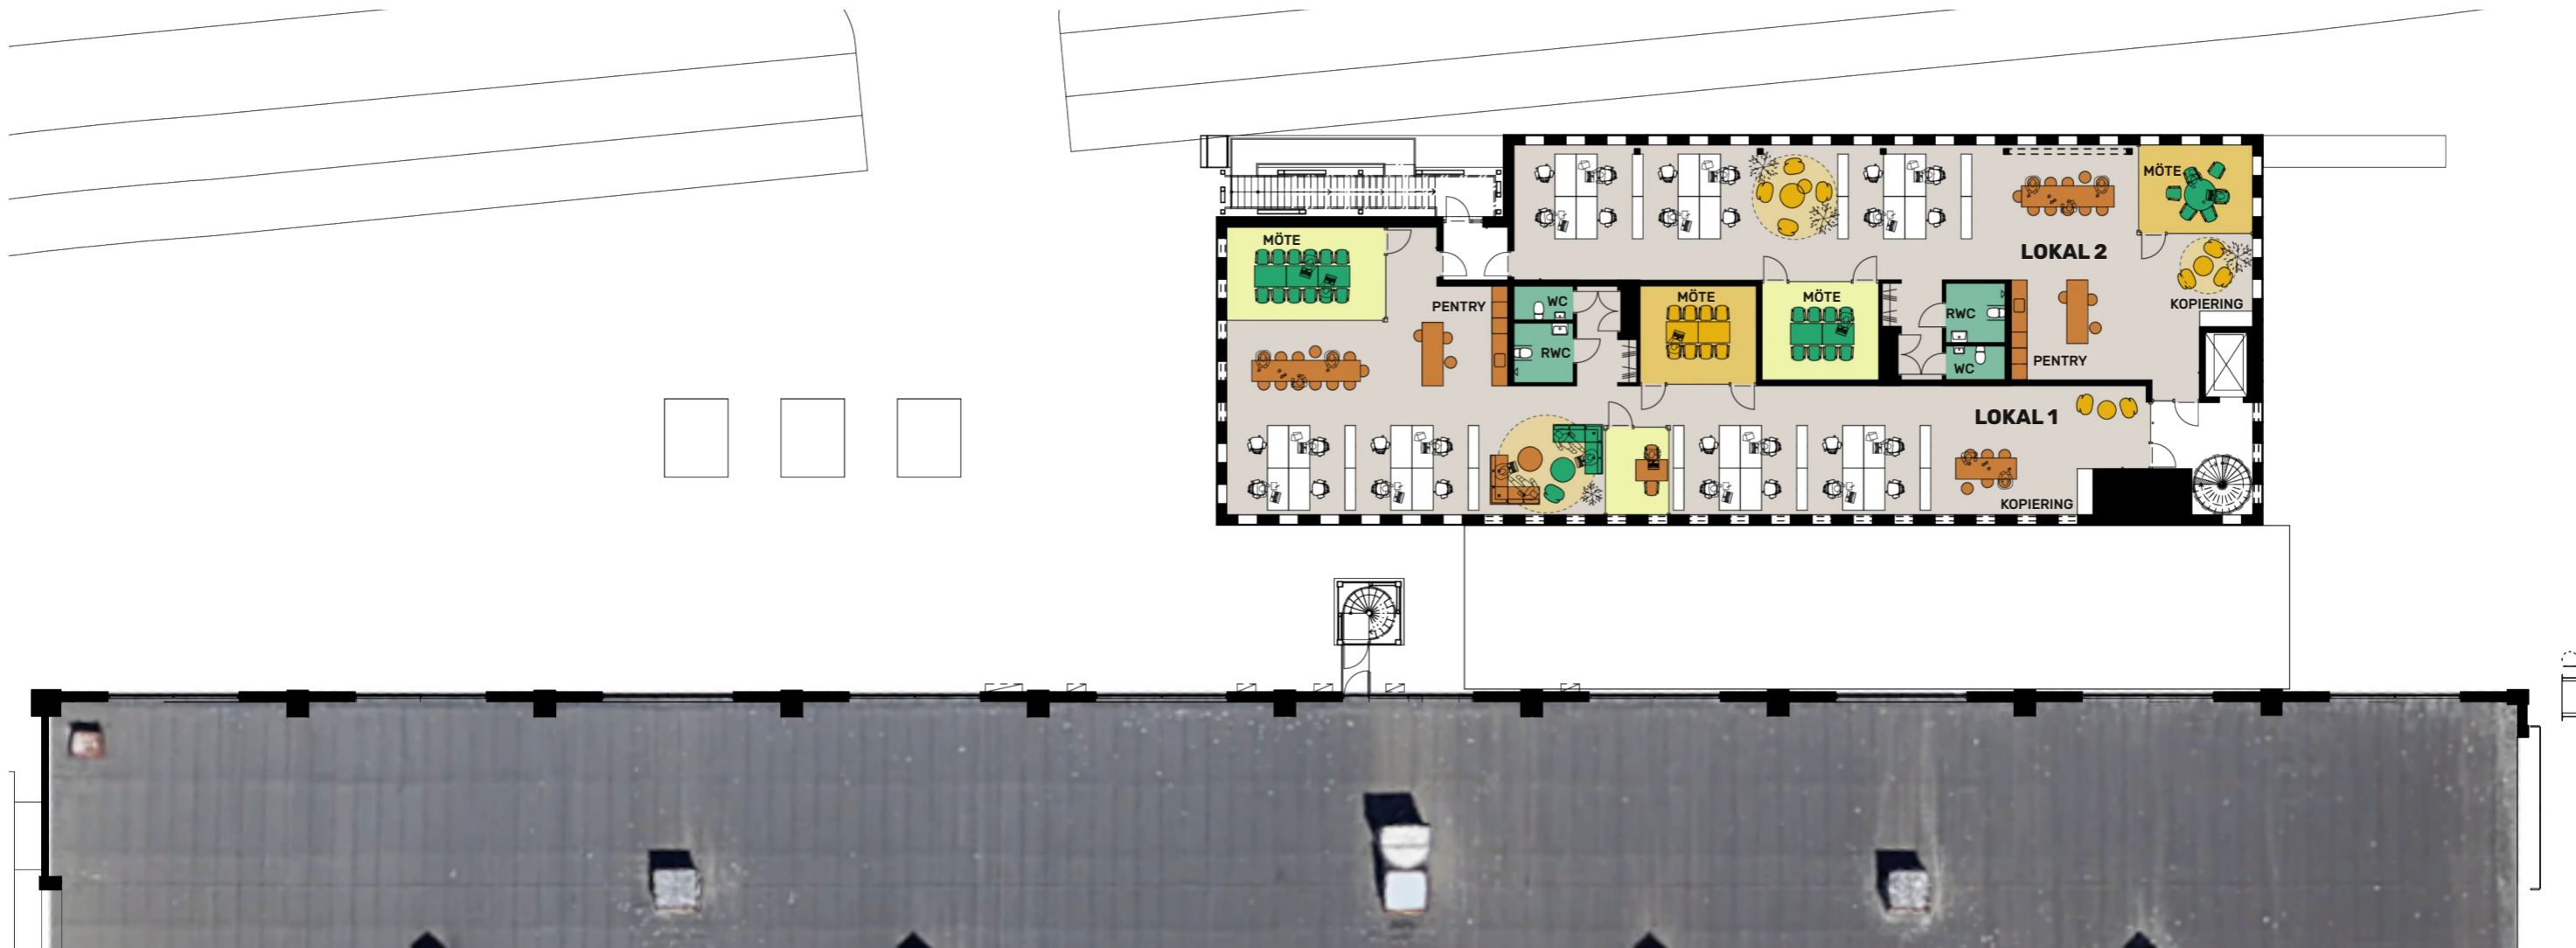 MÖTE
MÖTE
LOKAL 2
PENTRY
WC
MÖTE
MÖTE
KOPIERING
RWC
RWC
WC
PENTRY
LOKAL 1
KOPIERING